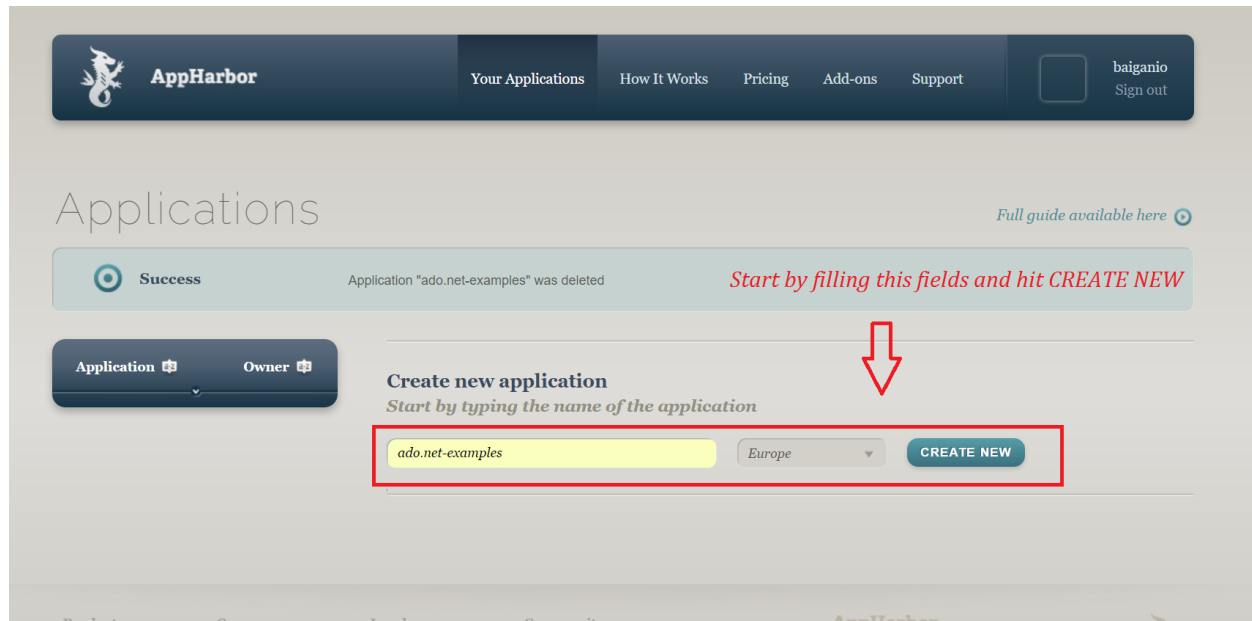 AppHarbor
Your Applications
How It Works
Pricing
Add-ons
Support
baiganio
Sign out
Applications
Full guide available here
Success
Application "ado.net-examples" was deleted
Start by filling this fields and hit CREATE NEW
Application
Owner
Create new application
Start by typing the name of the application
ado.net-examples
Europe
CREATE NEW
AppHarbor